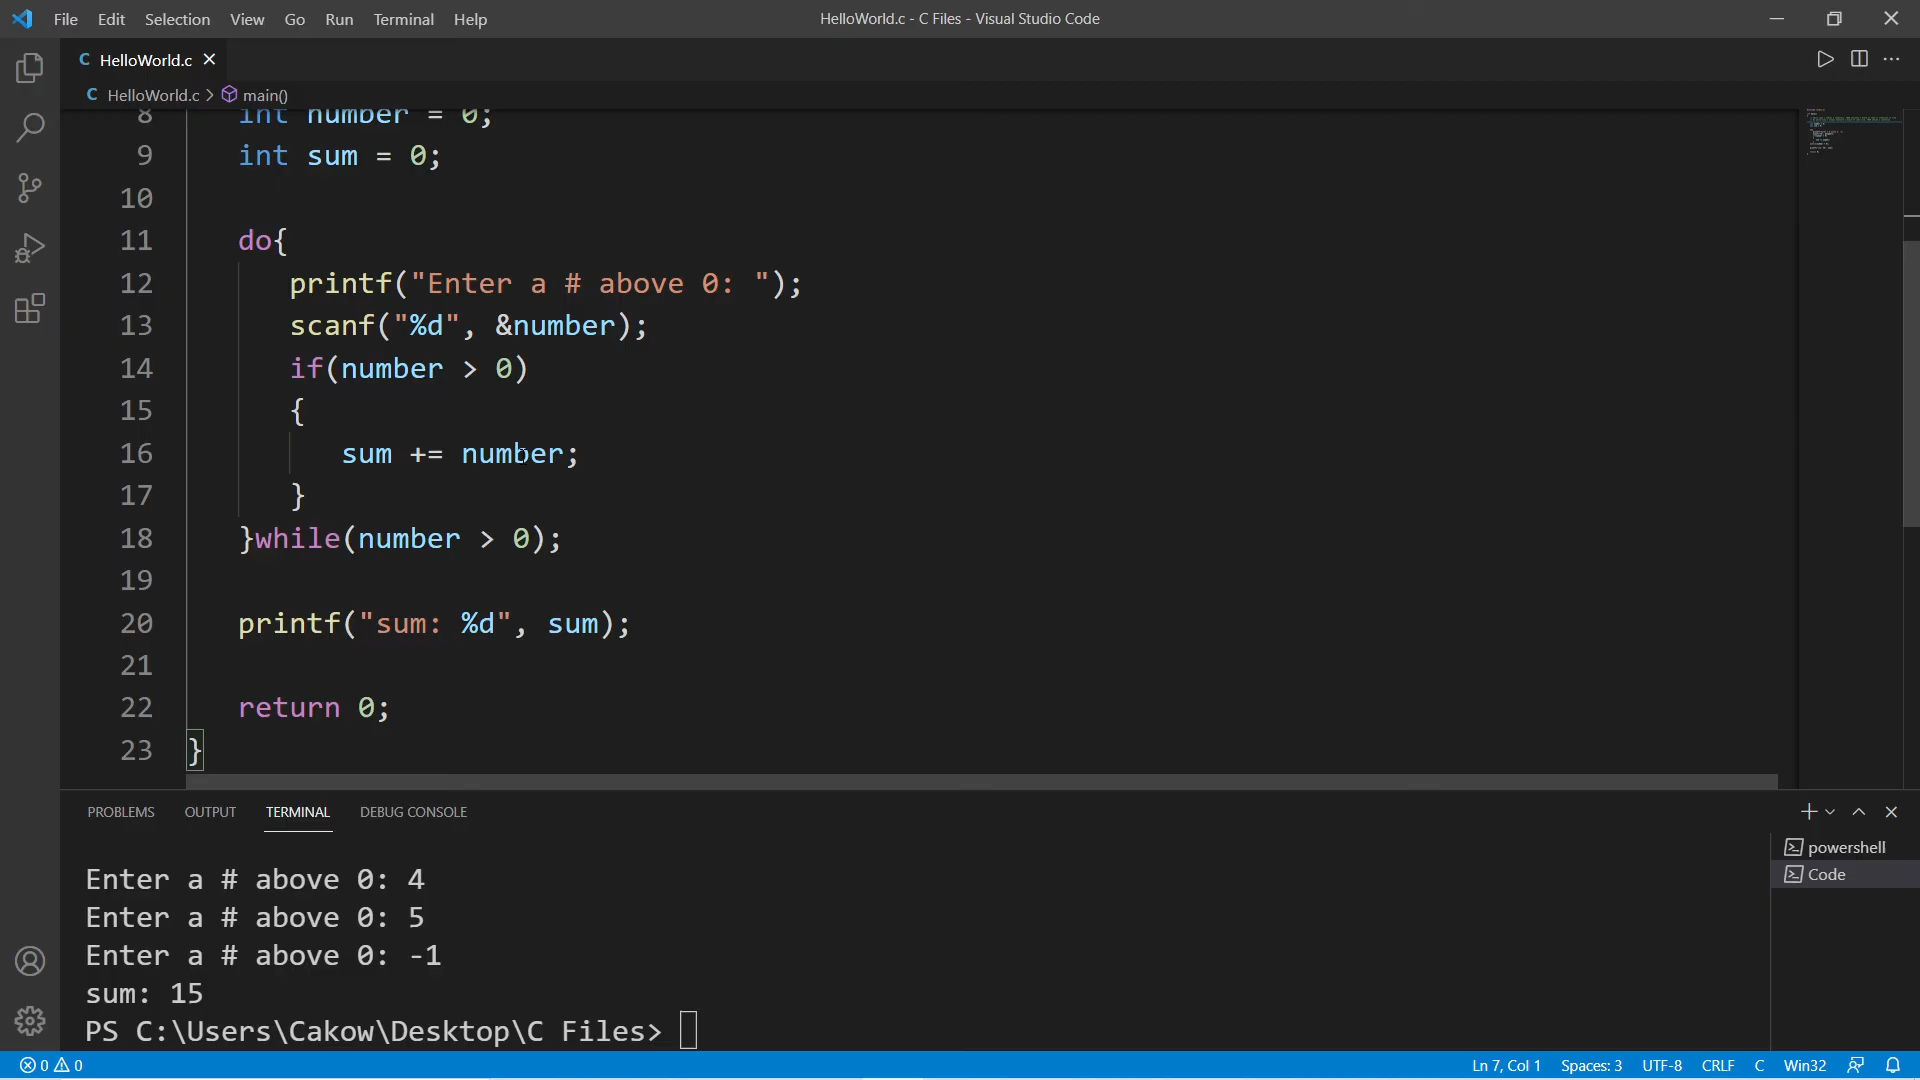 File Edit Selection View Go Run Terminal Help HelloWorld.c - C Files - Visual Studio Code
C HelloWorld.c
C HelloWorld.c > main()
8 int number = 0;
9 int sum = 0;
10
11 do{
12 printf("Enter a # above 0: ");
13 scanf("%d", &number);
14 if(number > 0)
15 {
16 sum += number;
17 }
18 }while(number > 0);
19
20 printf("sum: %d", sum);
21
22 return 0;
23 }
PROBLEMS OUTPUT TERMINAL DEBUG CONSOLE
powershell
Code
Enter a # above 0: 4
Enter a # above 0: 5
Enter a # above 0: -1
sum: 15
PS C:\Users\Cakow\Desktop\C Files>
0 0 Ln 7, Col 1 Spaces: 3 UTF-8 CRLF C Win32